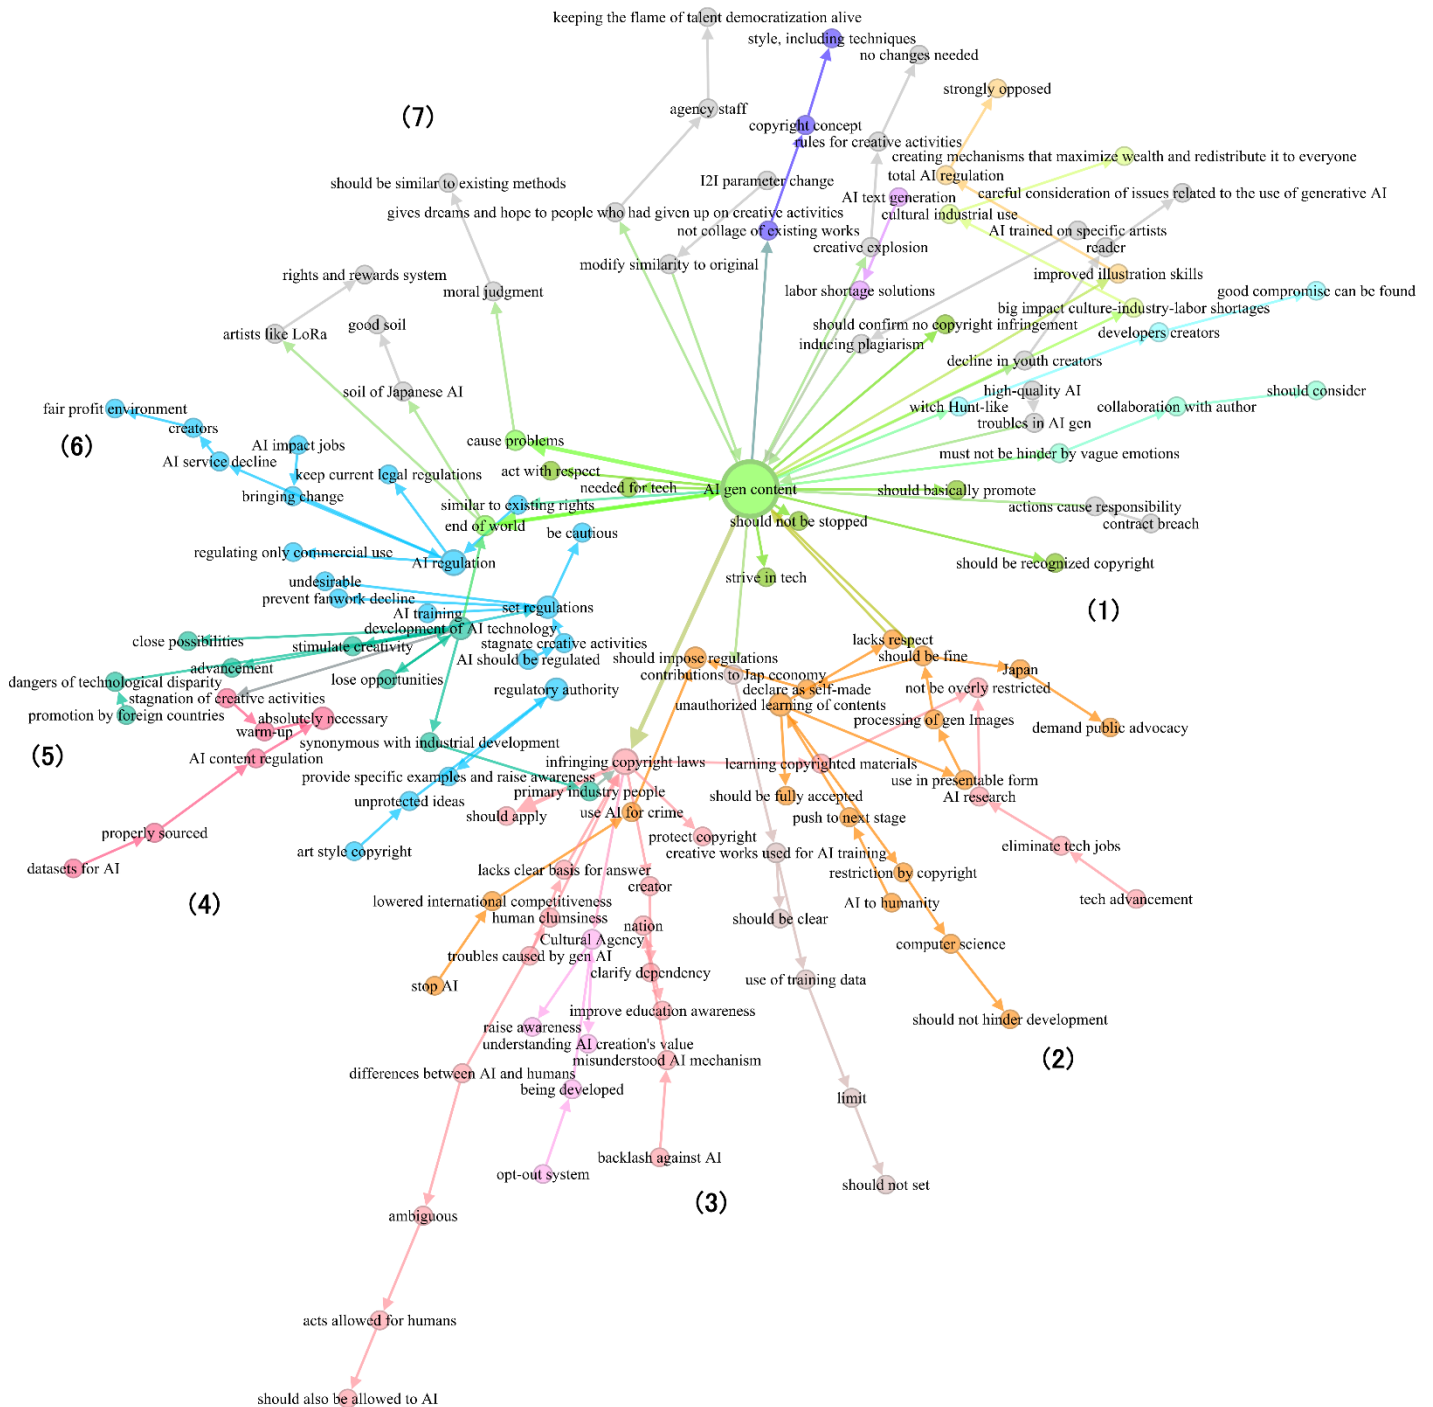 keeping the flame of talent democratization alive
style, including techniques
no changes needed
strongly opposed
(7)
agency staff
copyright concept
rules for creative activities
creating mechanisms that maximize wealth and redistribute it to everyone
total AI regulation
should be similar to existing methods
I2I parameter change
careful consideration of issues related to the use of generative AI
AI text generation
gives dreams and hope to people who had given up on creative activities
cultural industrial use
not collage of existing works
AI trained on specific artists
creative explosion
reader
modify similarity to original
rights and rewards system
improved illustration skills
moral judgment
labor shortage solutions
good compromise can be found
big impact culture-industry-labor shortages
good soil
should confirm no copyright infringement
artists like LoRa
developers creators
inducing plagiarism
decline in youth creators
soil of Japanese AI
high-quality AI
should consider
fair profit environment
witch Hunt-like
collaboration with author
creators
troubles in AI gen
(6)
AI impact jobs
cause problems
must not be hinder by vague emotions
AI service decline
act with respect
keep current legal regulations
needed for tech
AI gen content
should basically promote
bringing change
similar to existing rights
actions cause responsibility
end of world
should not be stopped
contract breach
be cautious
regulating only commercial use
AI regulation
should be recognized copyright
undesirable
strive in tech
prevent fanwork decline
set regulations
(1)
AI training
development of AI technology
close possibilities
stimulate creativity
stagnate creative activities
lacks respect
AI should be regulated
should impose regulations
should be fine
advancement
contributions to Jap economy
Japan
dangers of technological disparity
lose opportunities
regulatory authority
declare as self-made
not be overly restricted
stagnation of creative activities
unauthorized learning of contents
promotion by foreign countries
absolutely necessary
processing of gen Images
demand public advocacy
warm-up
synonymous with industrial development
(5)
AI content regulation
infringing copyright laws
learning copyrighted materials
provide specific examples and raise awareness
use in presentable form
primary industry people
should be fully accepted
AI research
unprotected ideas
should apply
use AI for crime
push to next stage
properly sourced
protect copyright
eliminate tech jobs
art style copyright
creative works used for AI training
datasets for AI
lacks clear basis for answer
restriction by copyright
creator
tech advancement
(4)
lowered international competitiveness
AI to humanity
human clumsiness
should be clear
nation
Cultural Agency
computer science
troubles caused by gen AI
clarify dependency
stop AI
use of training data
improve education awareness
should not hinder development
raise awareness
understanding AI creation's value
(2)
misunderstood AI mechanism
differences between AI and humans
being developed
limit
backlash against AI
opt-out system
should not set
(3)
ambiguous
acts allowed for humans
should also be allowed to AI